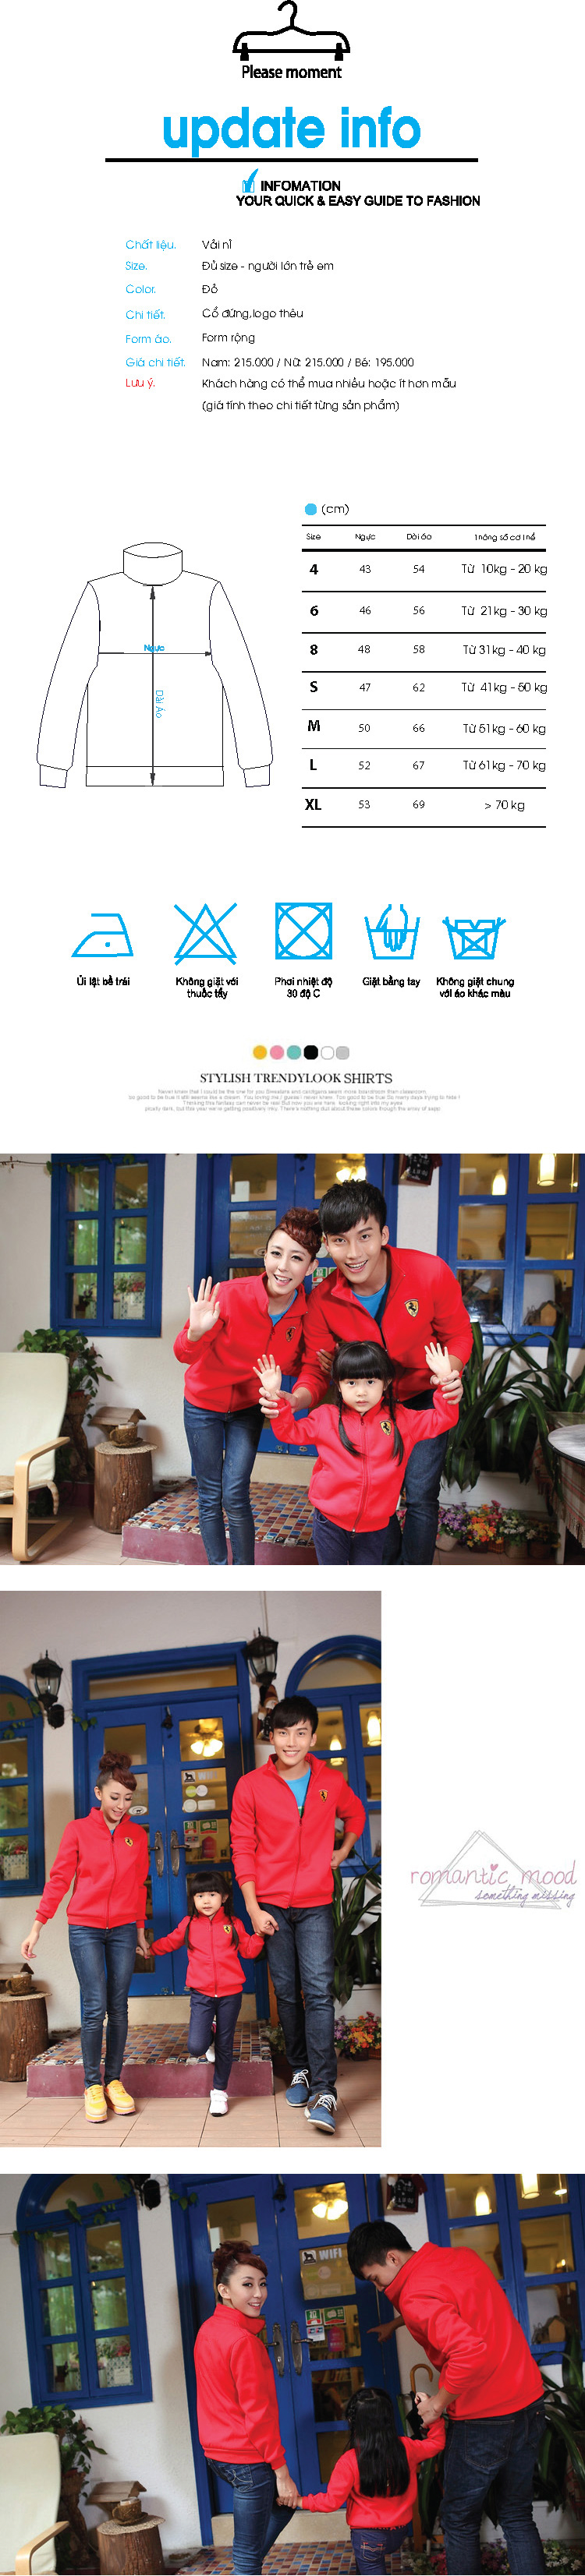 Please moment
update info
INFOMATION
YOUR QUICK & EASY GUIDE TO FASHION
Chất liệu. Vải nỉ
Size. Đủ size - người lớn trẻ em
Color. Đỏ
Chi tiết. Cổ đứng,logo thêu
Form áo. Form rộng
Giá chi tiết. Nam: 215.000 / Nữ: 215.000 / Bé: 195.000
Lưu ý. Khách hàng có thể mua nhiều hoặc ít hơn mẫu
(giá tính theo chi tiết từng sản phẩm)
(cm)
Size Ngực Dài áo Thông số cơ thể
4 43 54 Từ 10kg - 20 kg
6 46 56 Từ 21kg - 30 kg
8 48 58 Từ 31kg - 40 kg
S 47 62 Từ 41kg - 50 kg
M 50 66 Từ 51kg - 60 kg
L 52 67 Từ 61kg - 70 kg
XL 53 69 > 70 kg
Ngực
Dài Áo
Ủi lật bề trái
Không giặt với
thuốc tẩy
Phơi nhiệt độ
30 độ C
Giặt bằng tay
Không giặt chung
với áo khác màu
STYLISH TRENDYLOOK SHIRTS
romantic mood
something missing
WIFI